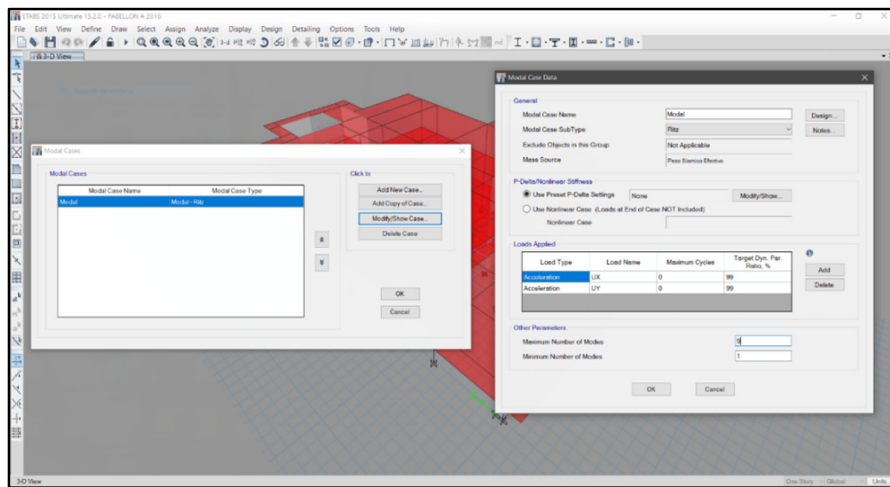 ETABS 2015 Ultimate 15.2.0 - PABELLON A 2016
File Edit View Define Draw Select Assign Analyze Display Design Detailing Options Tools Help
3-D View
Modal Cases
Modal Cases
Click to
Modal Case Name Modal Case Type
Modal Modal - Ritz
Add New Case...
Add Copy of Case...
Modify/Show Case...
Delete Case
OK
Cancel
Modal Case Data
General
Modal Case Name Modal Design...
Modal Case SubType Ritz Notes...
Exclude Objects in this Group Not Applicable
Mass Source Peso Sismico Efectivo
P-Delta/Nonlinear Stiffness
Use Preset P-Delta Settings None Modify/Show...
Use Nonlinear Case (Loads at End of Case NOT Included)
Nonlinear Case
Loads Applied
Load Type Load Name Maximum Cycles Target Dyn. Par. Ratio, %
Acceleration UX 0 99
Acceleration UY 0 99
Add
Delete
Other Parameters
Maximum Number of Modes 9
Minimum Number of Modes 1
OK Cancel
3-D View One Story Global Units